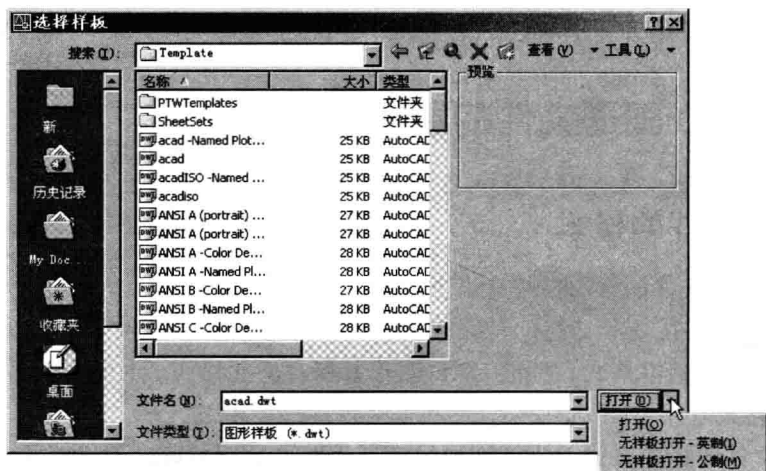 选择样板
搜索(I): Template 查看(V) 工具(L)
名称 大小 类型 预览
PTWTemplates 文件夹
SheetSets 文件夹
acad -Named Plot... 25 KB AutoCAD
acad 25 KB AutoCAD
acadISO -Named ... 25 KB AutoCAD
acadiso 25 KB AutoCAD
ANSI A (portrait) ... 27 KB AutoCAD
ANSI A (portrait) ... 27 KB AutoCAD
ANSI A -Color De... 28 KB AutoCAD
ANSI A -Named Pl... 28 KB AutoCAD
ANSI B -Color De... 27 KB AutoCAD
ANSI B -Named Pl... 28 KB AutoCAD
ANSI C -Color De... 28 KB AutoCAD
新...
历史记录
My Doc...
收藏夹
桌面
文件名(N): acad.dwt 打开(O)
文件类型(T): 图形样板 (*.dwt)
打开(O)
无样板打开 - 英制(I)
无样板打开 - 公制(M)